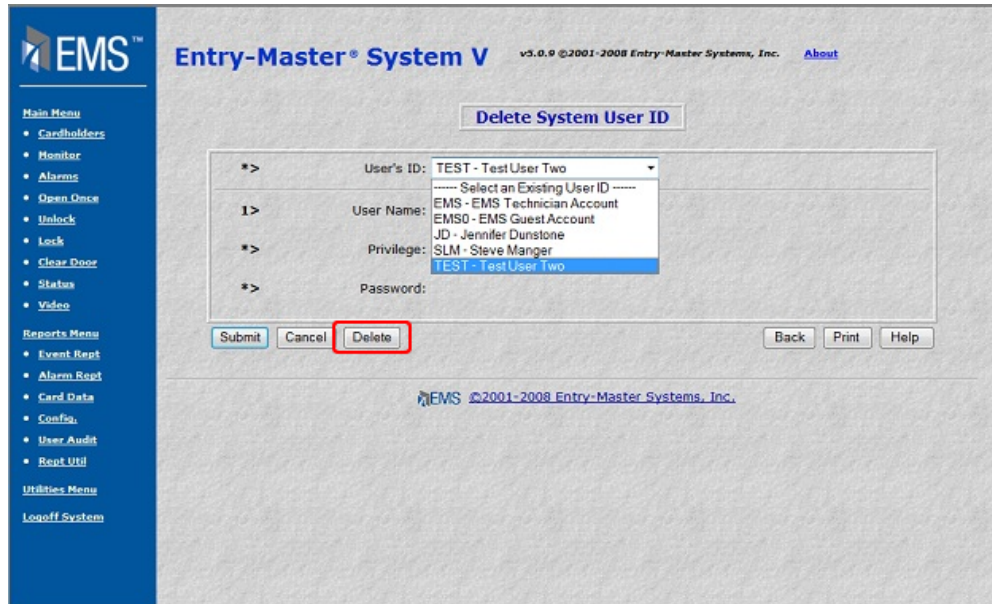 EMS™
Entry-Master® System V
v5.0.9 ©2001-2008 Entry-Master Systems, Inc.
About
Main Menu
• Cardholders
• Monitor
• Alarms
• Open Once
• Unlock
• Lock
• Clear Door
• Status
• Video
Reports Menu
• Event Rept
• Alarm Rept
• Card Data
• Config.
• User Audit
• Rept Util
Utilities Menu
Logoff System
Delete System User ID
*> User's ID: TEST - Test User Two
------ Select an Existing User ID ------
EMS - EMS Technician Account
EMS0 - EMS Guest Account
JD - Jennifer Dunstone
SLM - Steve Manger
TEST - Test User Two
1> User Name:
*> Privilege:
*> Password:
Submit Cancel Delete Back Print Help
EMS ©2001-2008 Entry-Master Systems, Inc.